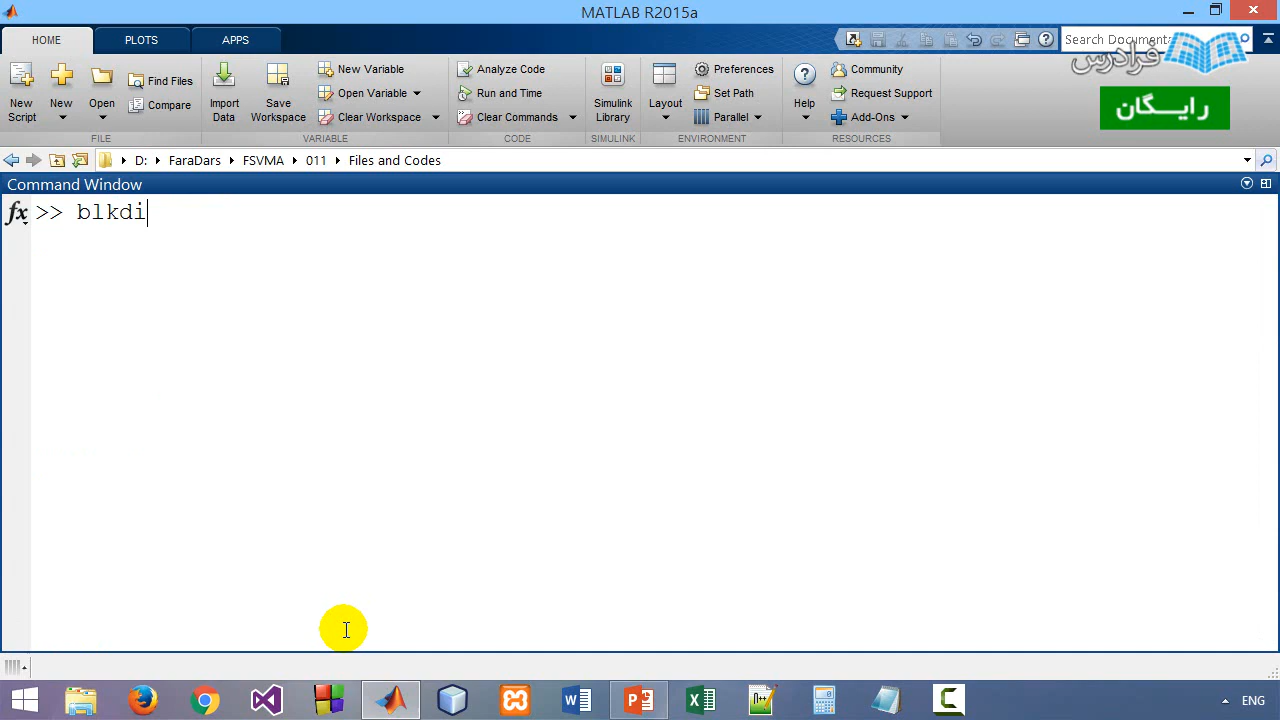 MATLAB R2015a
HOME PLOTS APPS
Search Documenta
فرادرس
رایگان
New Script
New
Open
Find Files
Compare
FILE
Import Data
Save Workspace
New Variable
Open Variable
Clear Workspace
VARIABLE
Analyze Code
Run and Time
Clear Commands
CODE
Simulink Library
SIMULINK
Layout
Preferences
Set Path
Parallel
ENVIRONMENT
Help
Community
Request Support
Add-Ons
RESOURCES
D: FaraDars FSVMA 011 Files and Codes
Command Window
fx >> blkdi
ENG